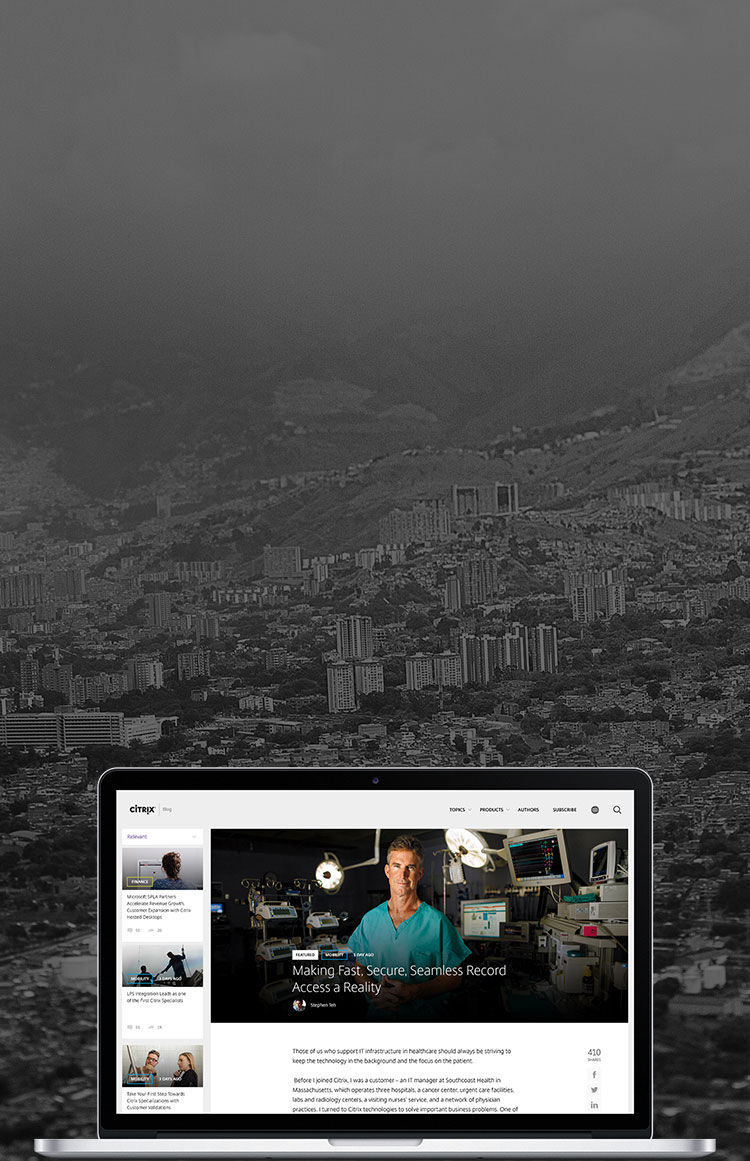 CITRIX Blog
TOPICS PRODUCTS AUTHORS SUBSCRIBE
Relevant
FINANCE
Microsoft SPLA Partners
Accelerate Revenue Growth,
Customer Expansion with Citrix
Hosted Desktops
MOBILITY 2 DAYS AGO
LPS Integration Leads as one
of the First Citrix Specialists
MOBILITY 3 DAYS AGO
Take Your First Step Towards
Citrix Specializations with
Customer Validations
FEATURED MOBILITY 1 DAY AGO
Making Fast, Secure, Seamless Record
Access a Reality
Stephen Teh
Those of us who support IT infrastructure in healthcare should always be striving to
keep the technology in the background and the focus on the patient.
Before I joined Citrix, I was a customer – an IT manager at Southcoast Health in
Massachusetts, which operates three hospitals, a cancer center, urgent care facilities,
labs and radiology centers, a visiting nurses' service, and a network of physician
practices. I turned to Citrix technologies to solve important business problems. One of
410
SHARES